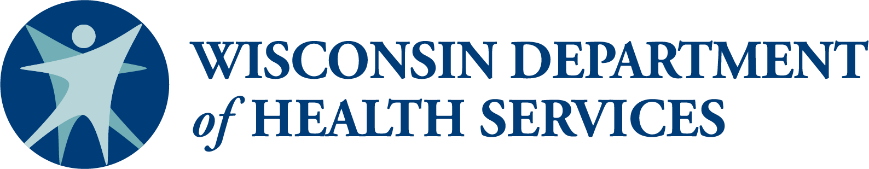 WISCONSIN DEPARTMENT
of HEALTH SERVICES